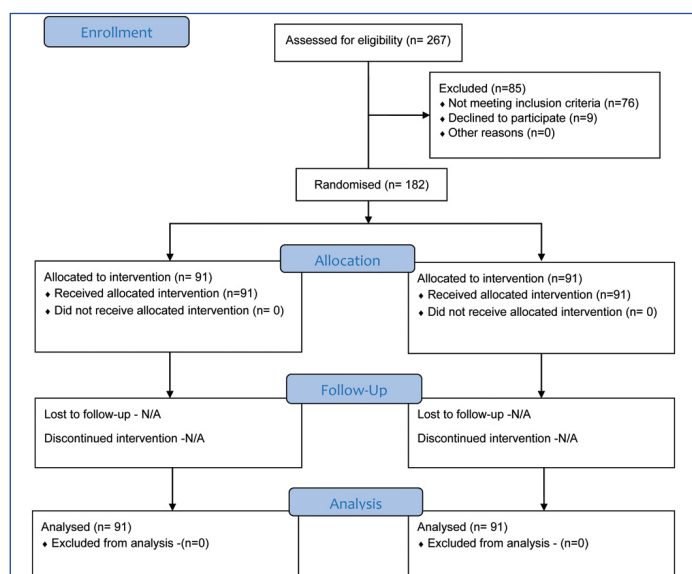 Enrollment
Assessed for eligibility (n= 267)
Excluded (n=85)
♦ Not meeting inclusion criteria (n=76)
♦ Declined to participate (n=9)
♦ Other reasons (n=0)
Randomised (n= 182)
Allocation
Allocated to intervention (n= 91)
♦ Received allocated intervention (n=91)
♦ Did not receive allocated intervention (n= 0)
Allocated to intervention (n=91)
♦ Received allocated intervention (n=91)
♦ Did not receive allocated intervention (n= 0)
Follow-Up
Lost to follow-up - N/A
Discontinued intervention -N/A
Lost to follow-up -N/A
Discontinued intervention -N/A
Analysis
Analysed (n= 91)
♦ Excluded from analysis -(n=0)
Analysed (n= 91)
♦ Excluded from analysis - (n=0)